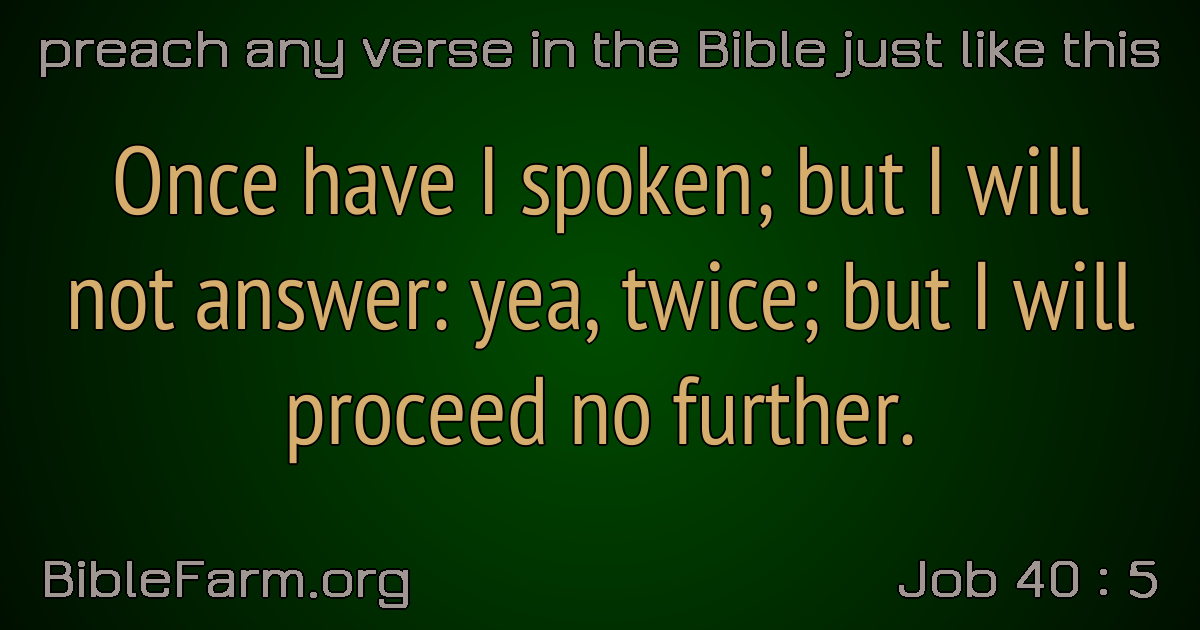 preach any verse in the Bible just like this
Once have I spoken; but I will
not answer: yea, twice; but I will
proceed no further.
BibleFarm.org
Job 40 : 5